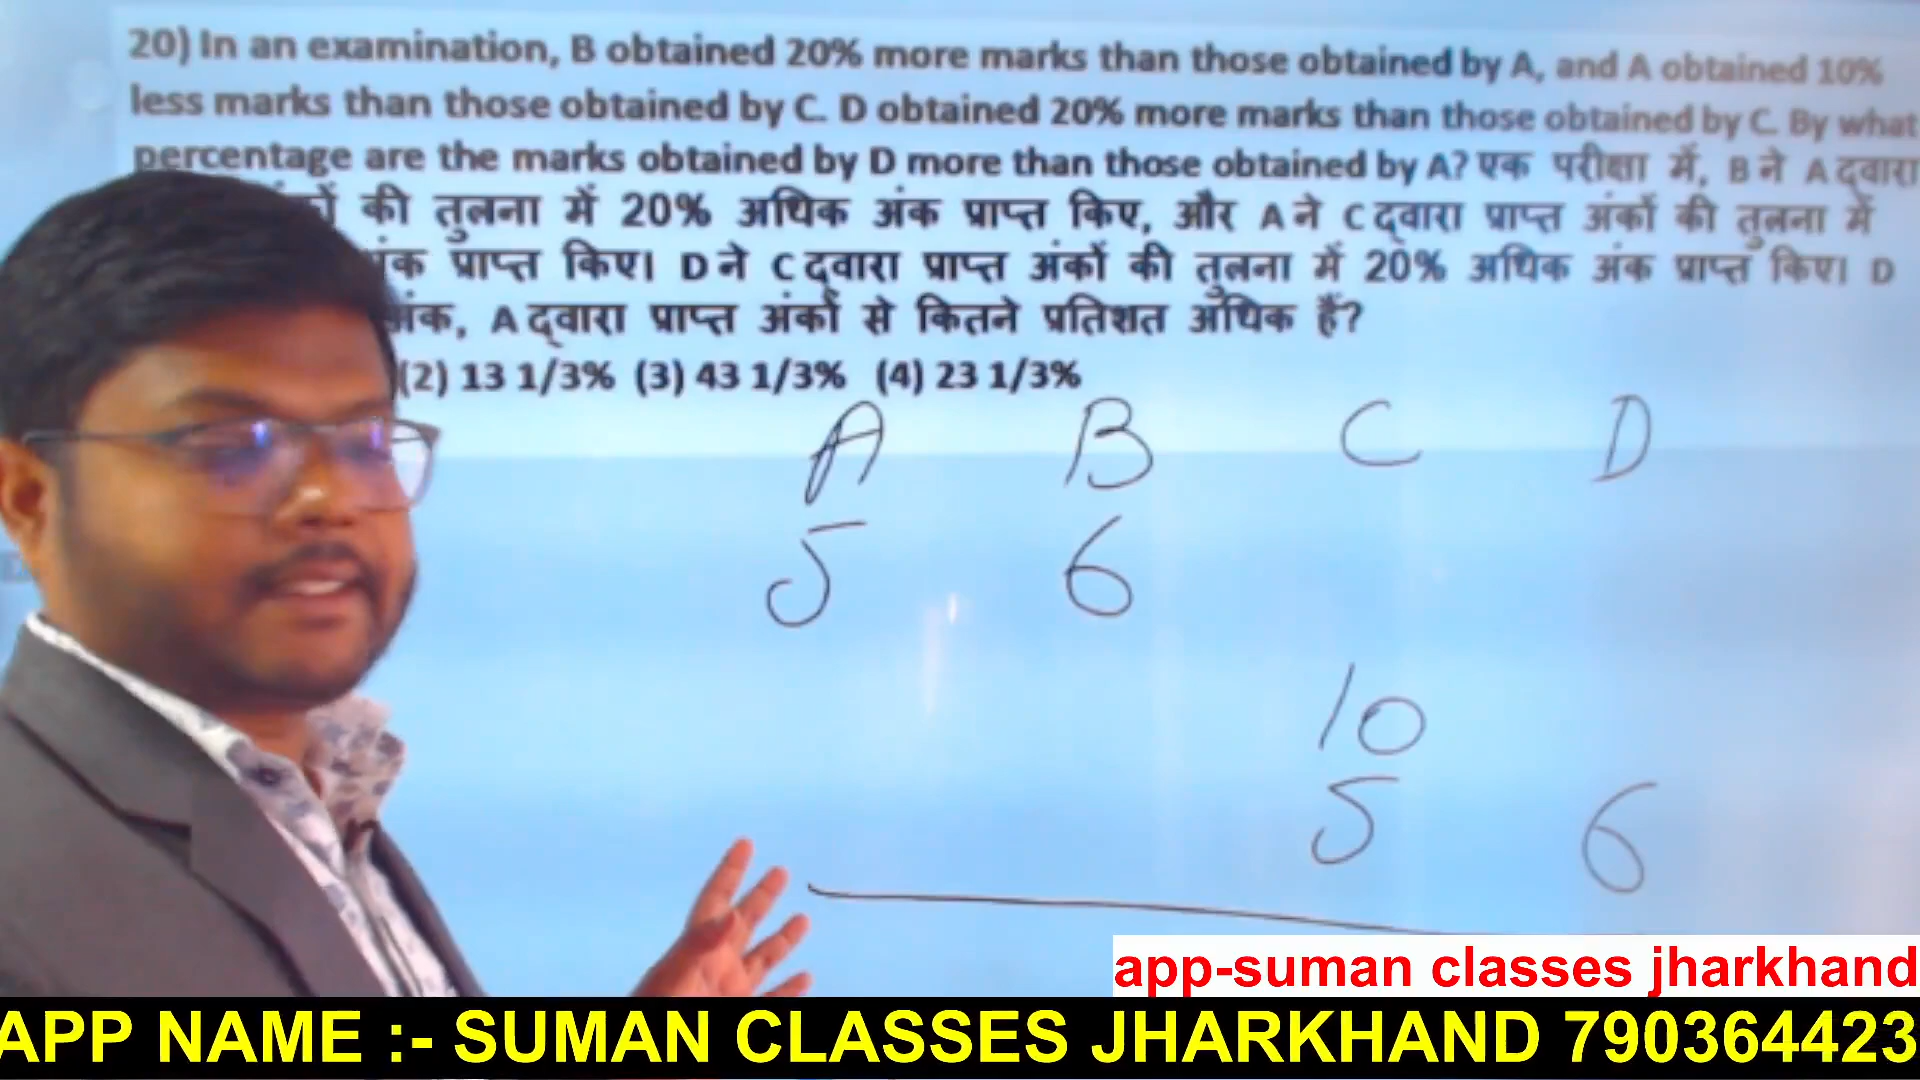 20) In an examination, B obtained 20% more marks than those obtained by A, and A obtained 10%
less marks than those obtained by C. D obtained 20% more marks than those obtained by C. By what
percentage are the marks obtained by D more than those obtained by A? एक परीक्षा में, B ने A द्वारा
की तुलना में 20% अधिक अंक प्राप्त किए, और A ने C द्वारा प्राप्त अंकों की तुलना में
अंक प्राप्त किए। D ने C द्वारा प्राप्त अंकों की तुलना में 20% अधिक अंक प्राप्त किए। D
अंक, A द्वारा प्राप्त अंकों से कितने प्रतिशत अधिक हैं?
(2) 13 1/3% (3) 43 1/3% (4) 23 1/3%
A B C D
5 6
10
5 6
app-suman classes jharkhand
APP NAME :- SUMAN CLASSES JHARKHAND 790364423